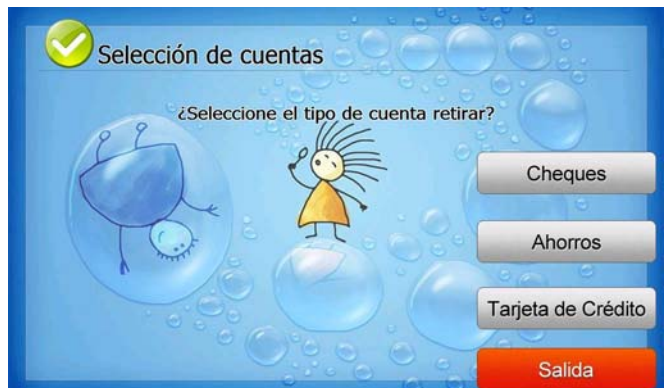 Selección de cuentas
¿Seleccione el tipo de cuenta retirar?
Cheques
Ahorros
Tarjeta de Crédito
Salida